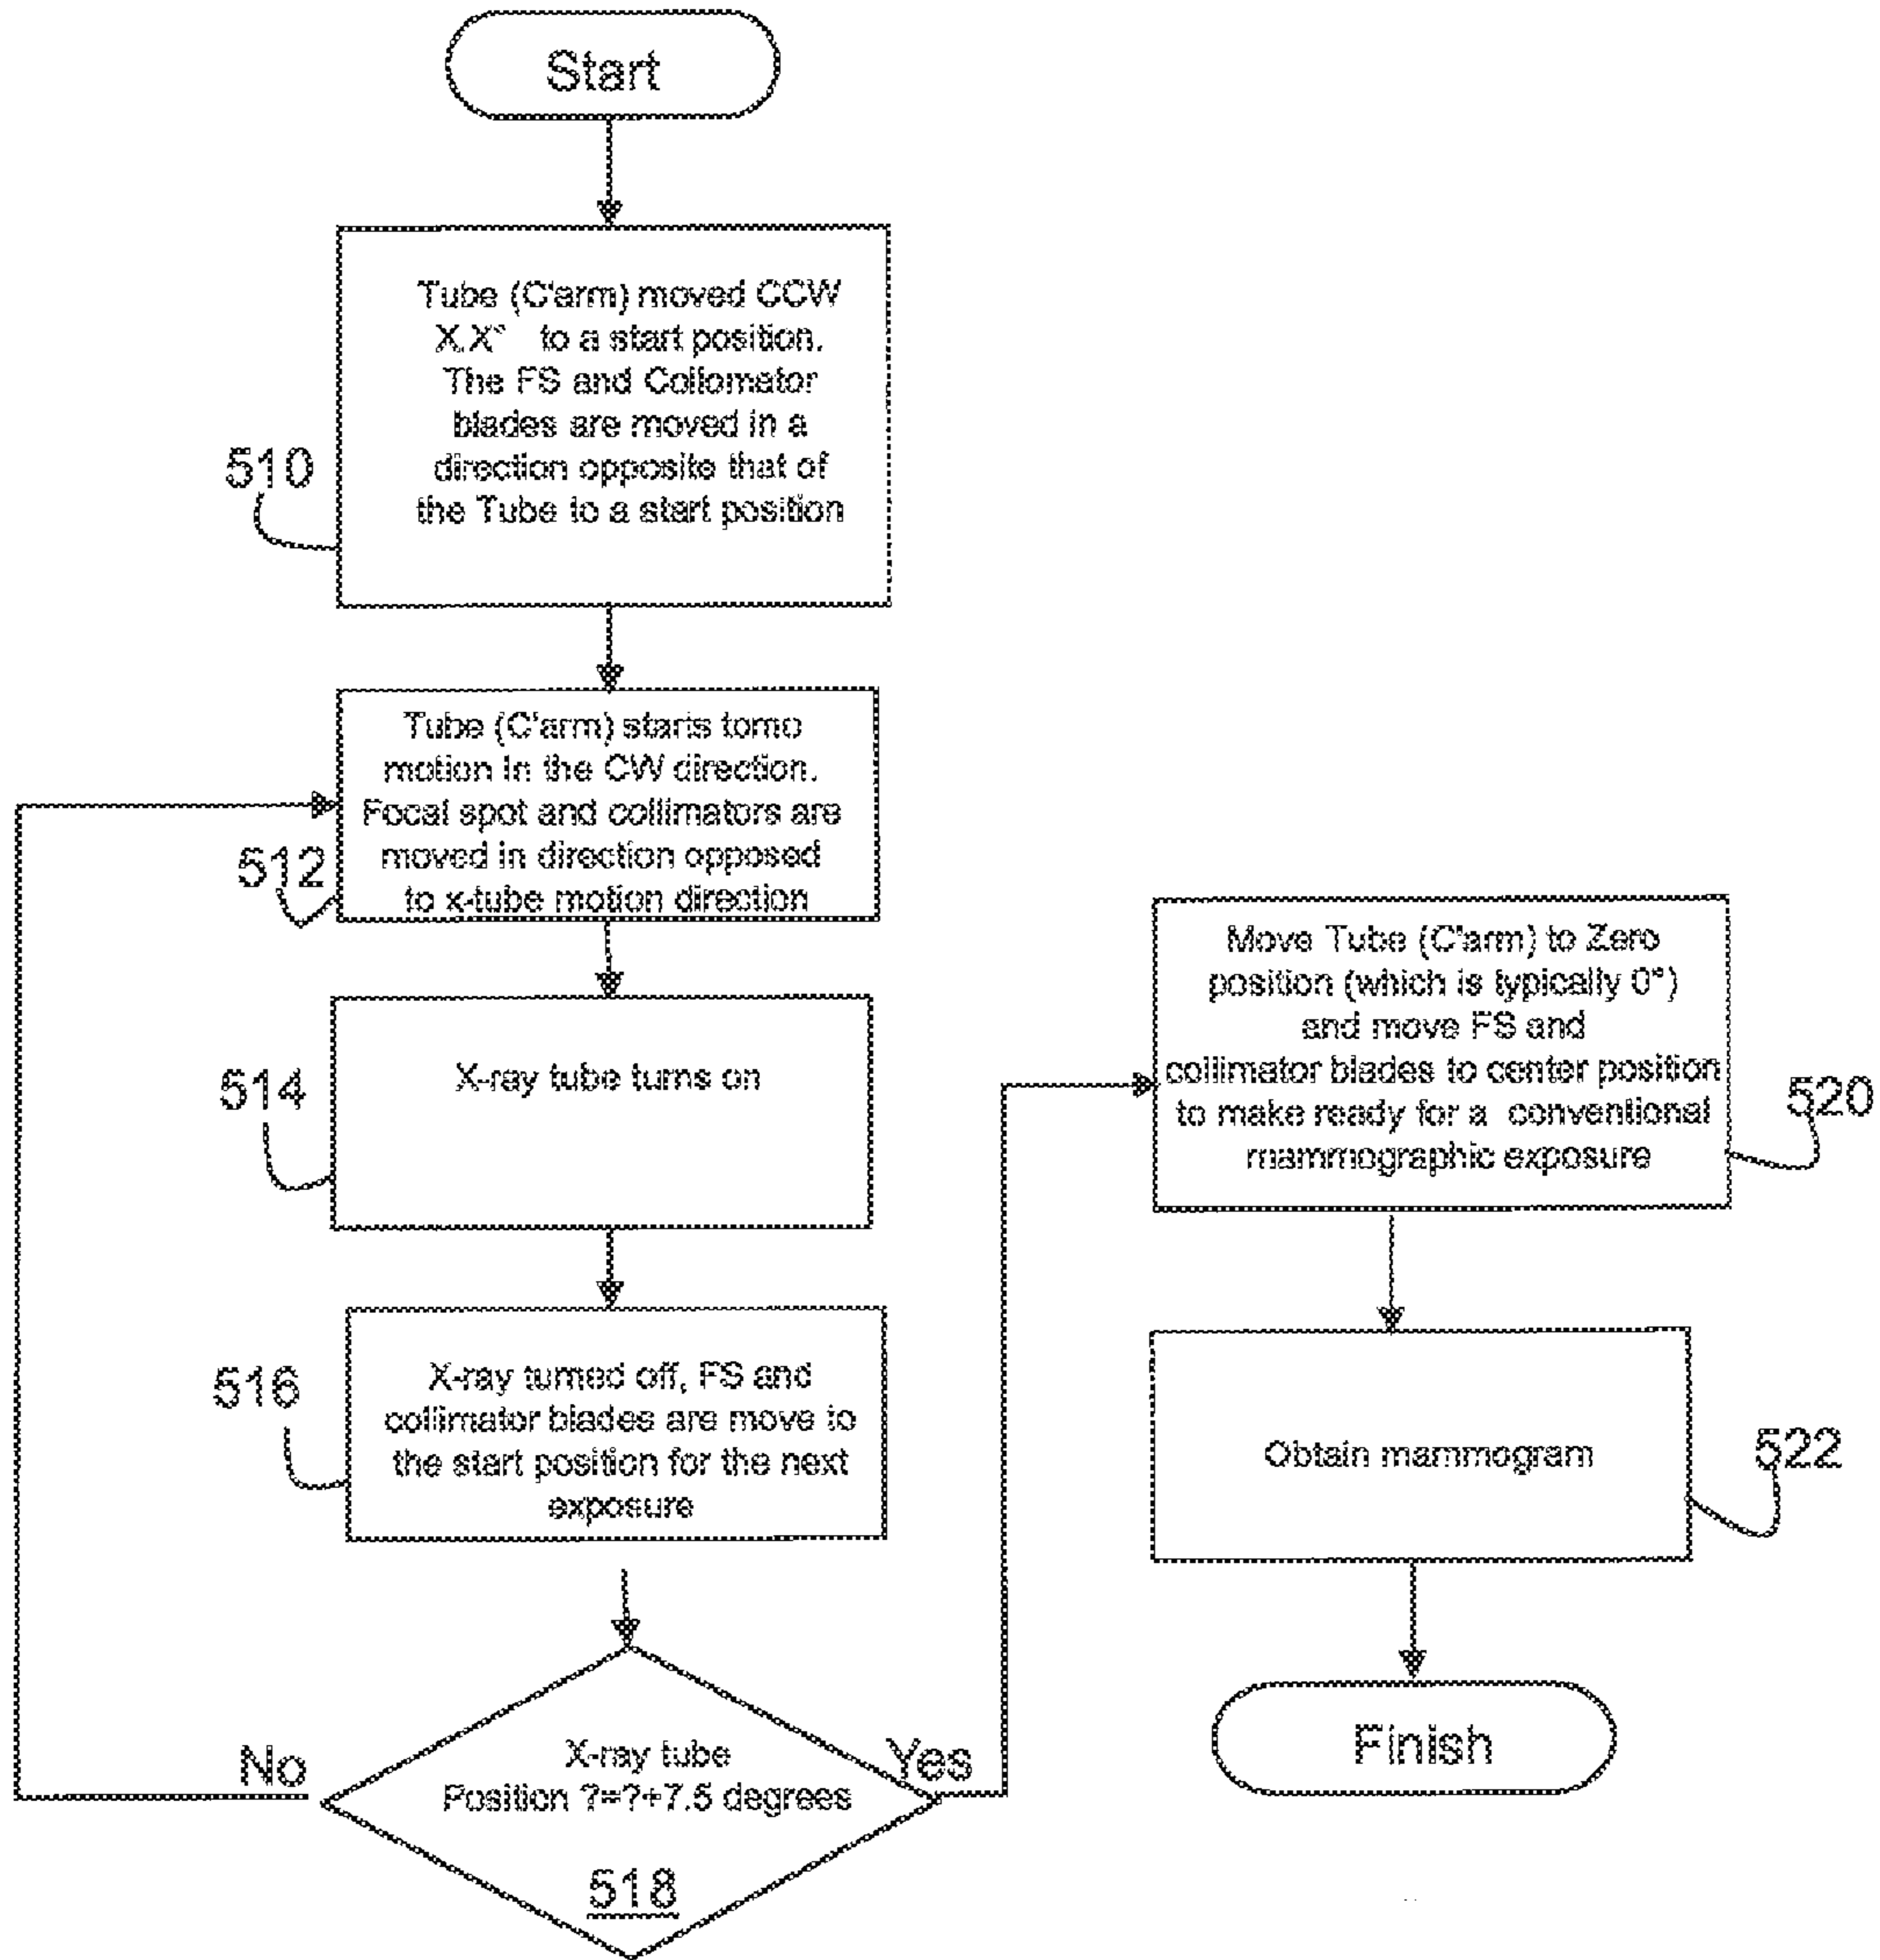 Start
Tube (C'arm) moved CCW
X.X° to a start position.
The FS and Collomator
blades are moved in a
direction opposite that of
the Tube to a start position
510
Tube (C'arm) starts tomo
motion in the CW direction.
Focal spot and collimators are
moved in direction opposed
to x-tube motion direction
512
X-ray tube turns on
514
X-ray turned off, FS and
collimator blades are move to
the start position for the next
exposure
516
No
X-ray tube
Position ?=?+7.5 degrees
Yes
518
Move Tube (C'arm) to Zero
position (which is typically 0°)
and move FS and
collimator blades to center position
to make ready for a conventional
mammographic exposure
520
Obtain mammogram
522
Finish